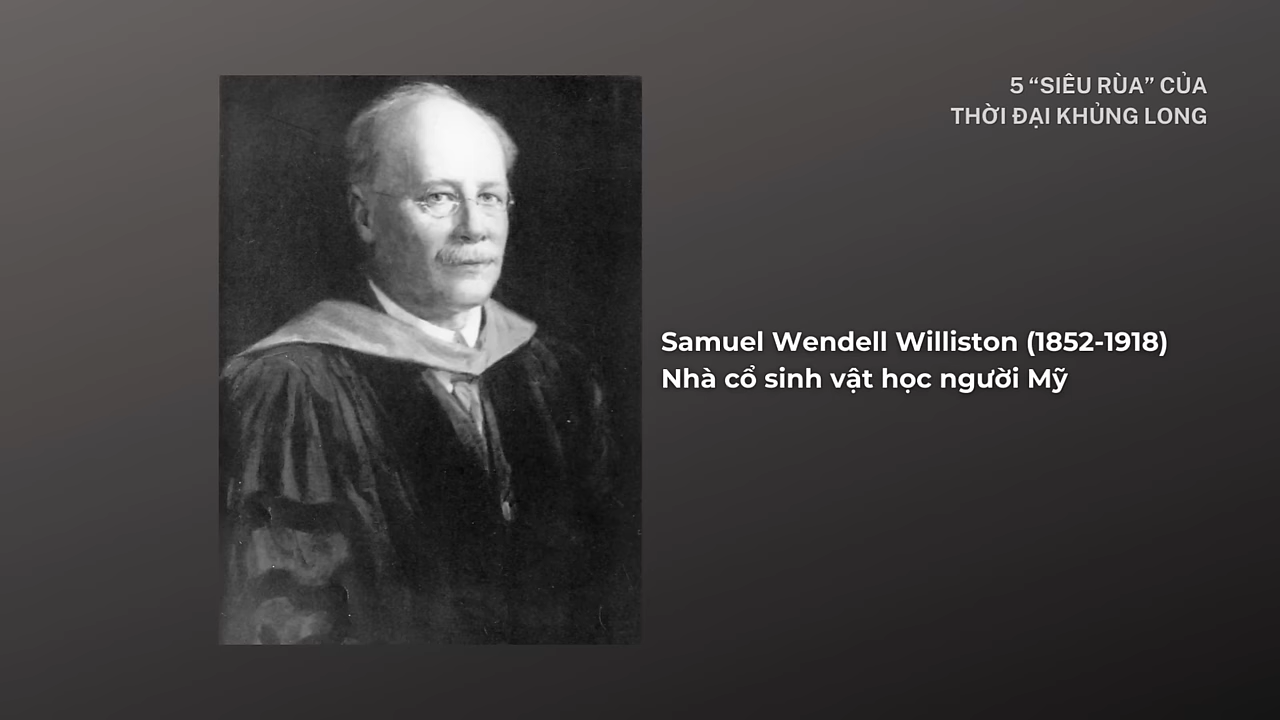 5 “SIÊU RÙA” CỦA
THỜI ĐẠI KHỦNG LONG
Samuel Wendell Williston (1852-1918)
Nhà cổ sinh vật học người Mỹ